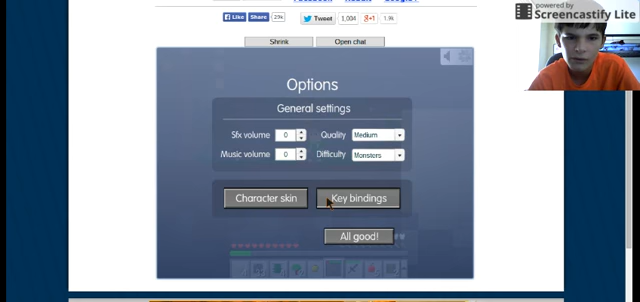 powered by
Screencastify Lite
Like Share 23k Tweet 1,004 +1 1.9k
Shrink Open chat
Options
General settings
Sfx volume 0 Quality Medium
Music volume 0 Difficulty Monsters
Character skin Key bindings
All good!